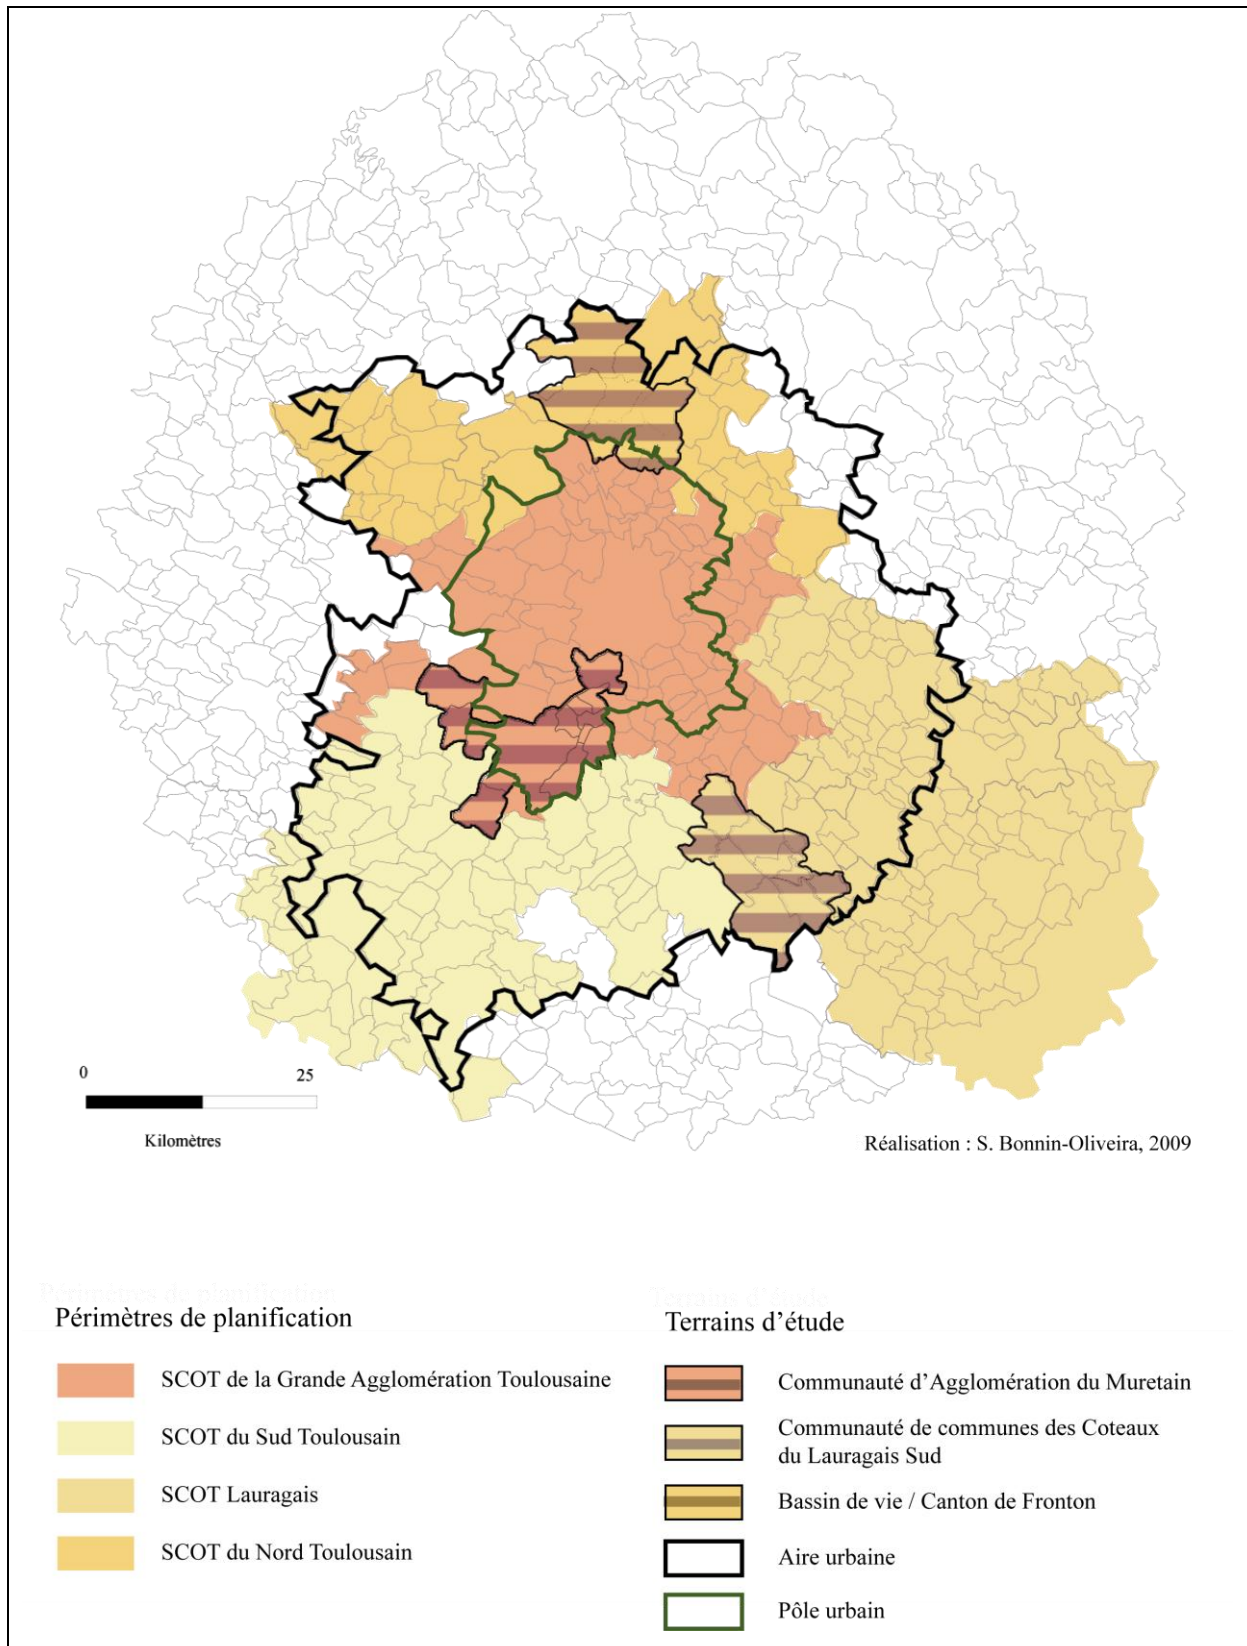 0 25
Kilomètres
Réalisation : S. Bonnin-Oliveira, 2009
Périmètres de planification
SCOT de la Grande Agglomération Toulousaine
SCOT du Sud Toulousain
SCOT Lauragais
SCOT du Nord Toulousain
Terrains d’étude
Communauté d’Agglomération du Muretain
Communauté de communes des Coteaux
du Lauragais Sud
Bassin de vie / Canton de Fronton
Aire urbaine
Pôle urbain